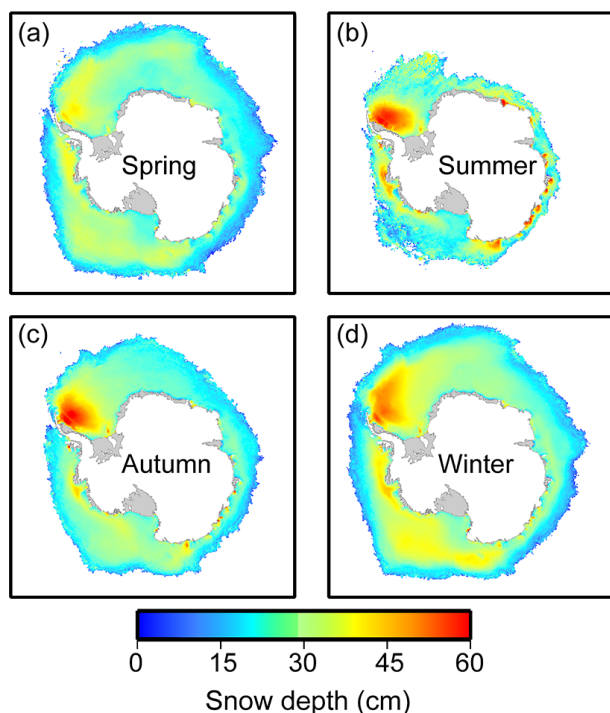 (a)
Spring
(b)
Summer
(c)
Autumn
(d)
Winter
0 15 30 45 60
Snow depth (cm)